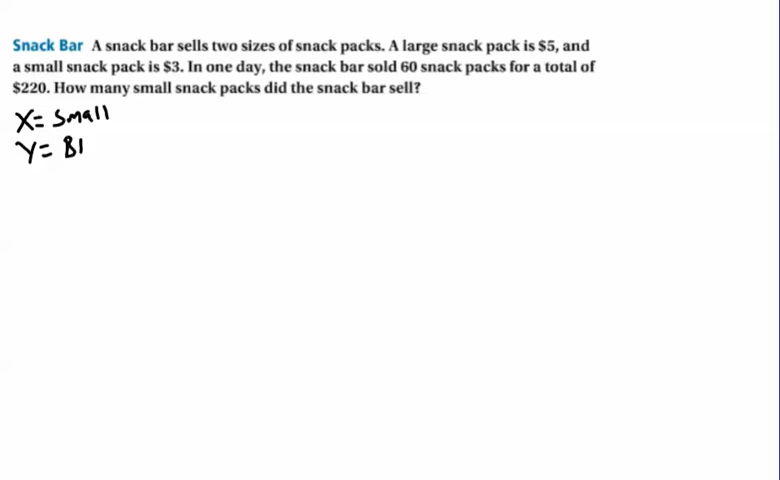 Snack Bar A snack bar sells two sizes of snack packs. A large snack pack is $5, and
a small snack pack is $3. In one day, the snack bar sold 60 snack packs for a total of
$220. How many small snack packs did the snack bar sell?
X= Small
Y= BI